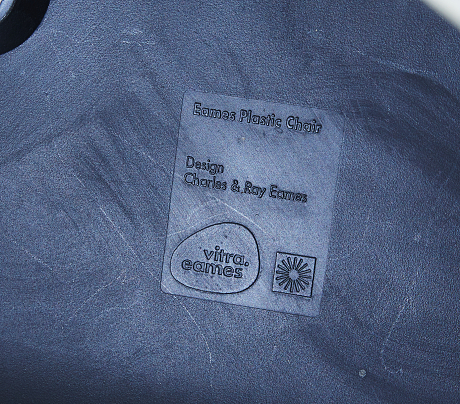 Eames Plastic Chair
Design
Charles & Ray Eames
vitra.
eames